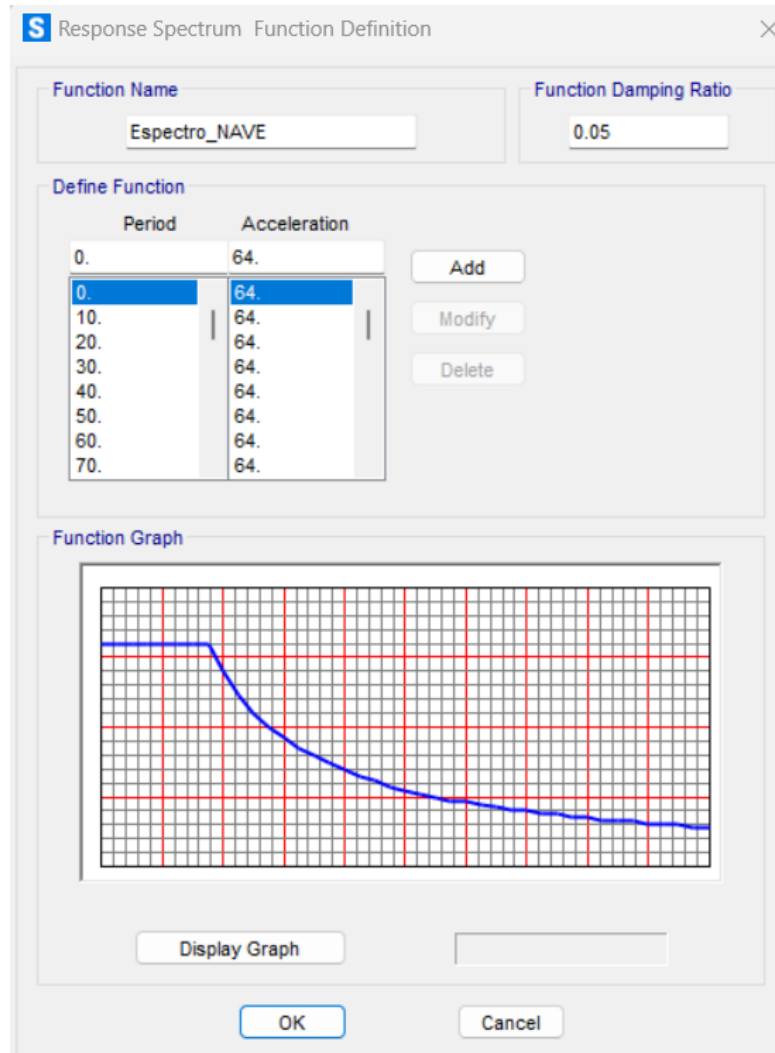 S Response Spectrum Function Definition
Function Name
Function Damping Ratio
Espectro_NAVE
0.05
Define Function
Period Acceleration
0. 64.
Add
0. 64.
10. 64.
Modify
20. 64.
30. 64.
Delete
40. 64.
50. 64.
60. 64.
70. 64.
Function Graph
Display Graph
OK Cancel